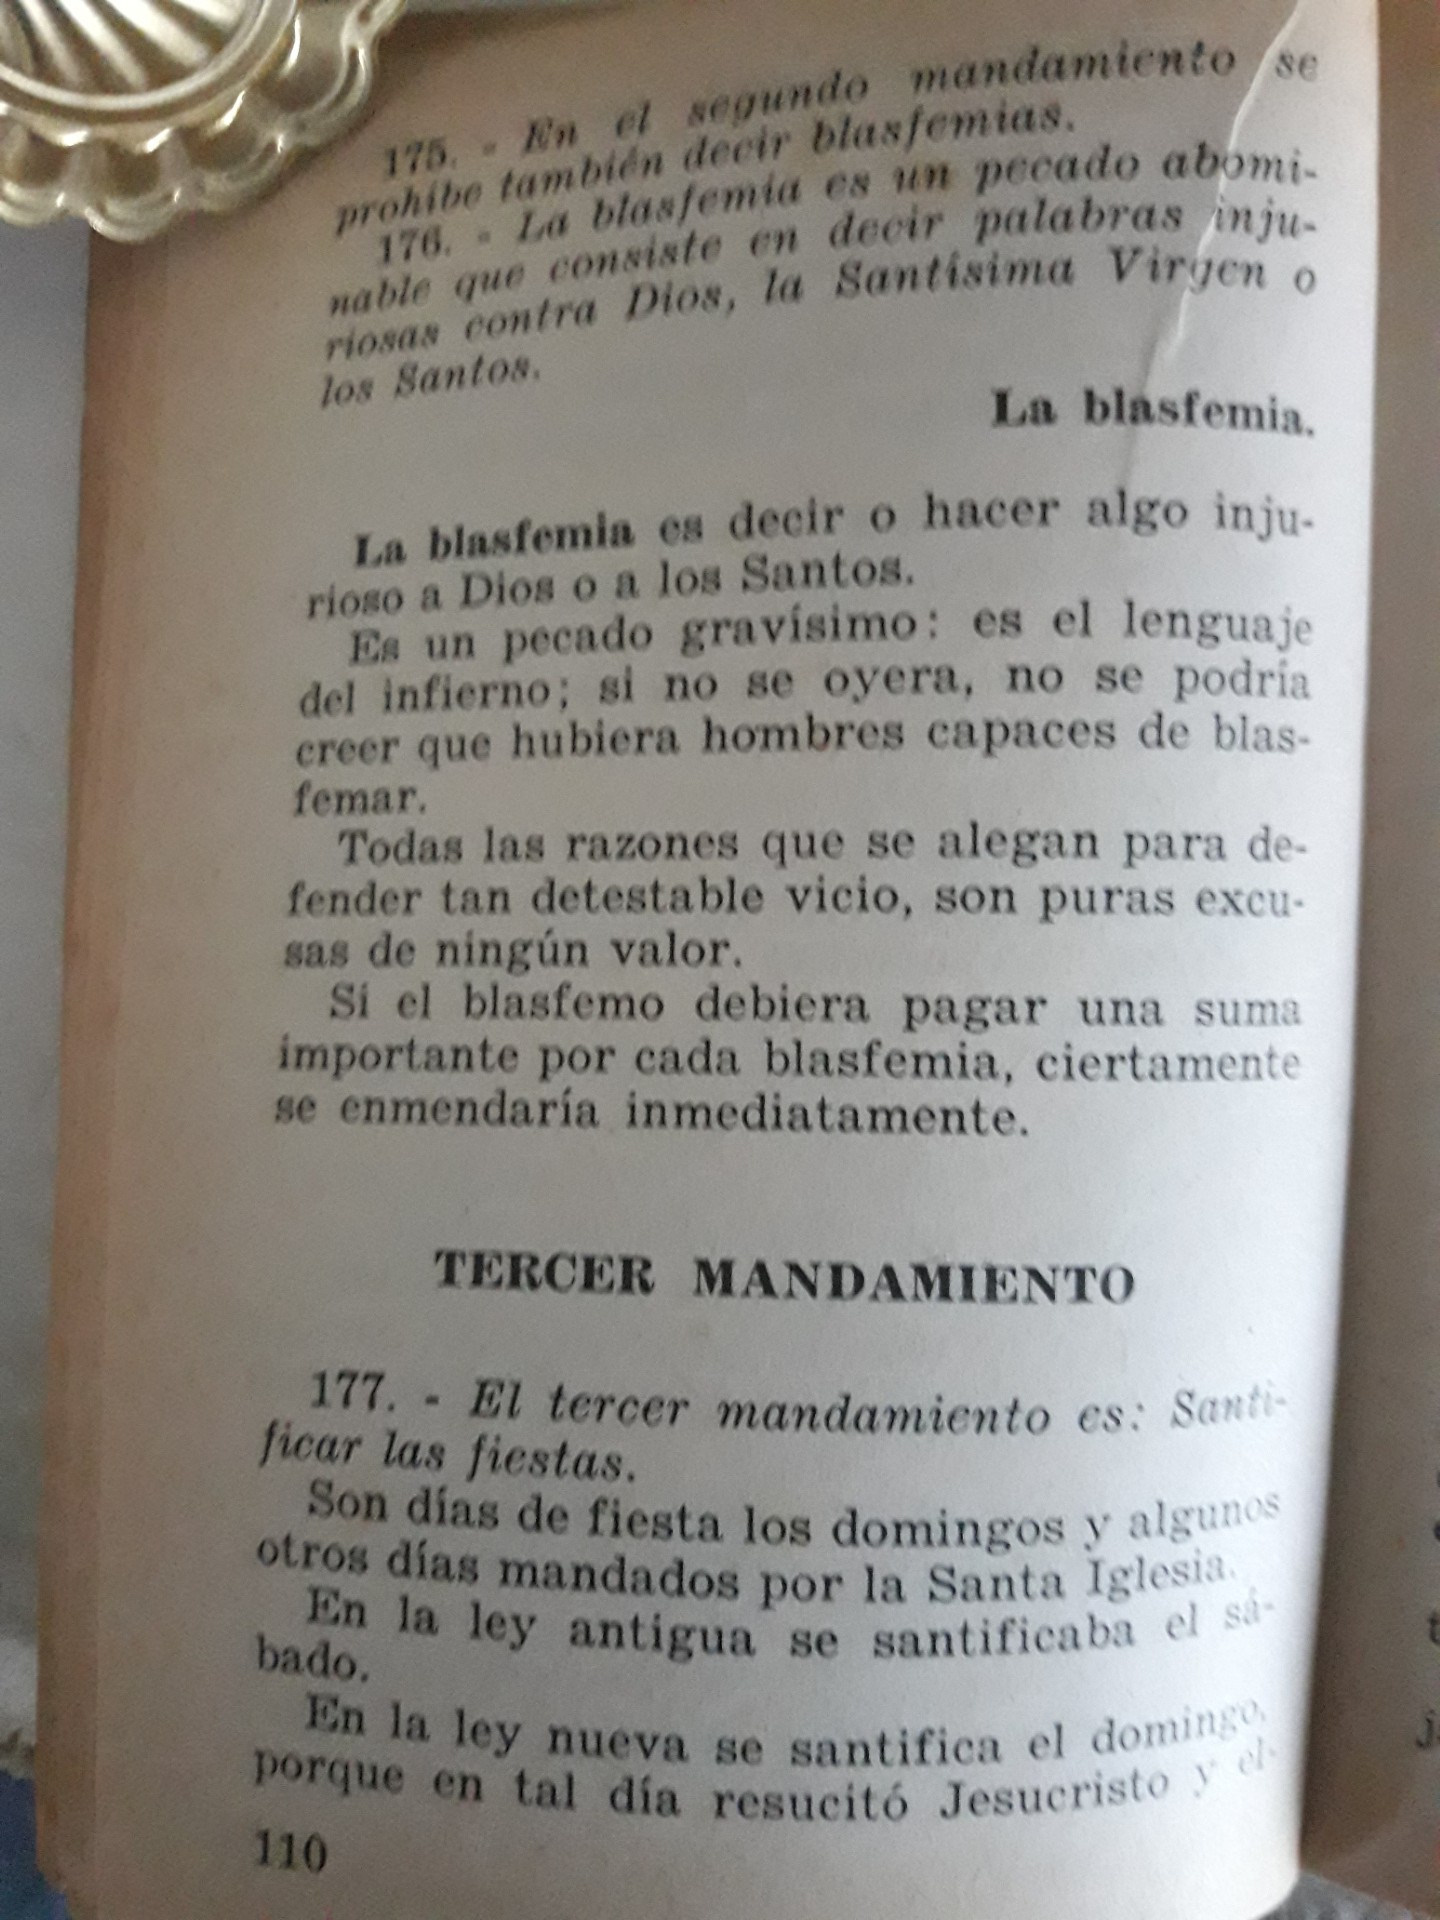 175. - En el segundo mandamiento se
prohibe también decir blasfemias.
176. - La blasfemia es un pecado abomi-
nable que consiste en decir palabras inju-
riosas contra Dios, la Santísima Virgen o
los Santos.
La blasfemia.
La blasfemia es decir o hacer algo inju-
rioso a Dios o a los Santos.
Es un pecado gravísimo: es el lenguaje
del infierno; si no se oyera, no se podría
creer que hubiera hombres capaces de blas-
femar.
Todas las razones que se alegan para de-
fender tan detestable vicio, son puras excu-
sas de ningún valor.
Si el blasfemo debiera pagar una suma
importante por cada blasfemia, ciertamente
se enmendaría inmediatamente.
TERCER MANDAMIENTO
177. - El tercer mandamiento es: Santi-
ficar las fiestas.
Son días de fiesta los domingos y algunos
otros días mandados por la Santa Iglesia.
En la ley antigua se santificaba el sá-
bado.
En la ley nueva se santifica el domingo,
porque en tal día resucitó Jesucristo y el
110